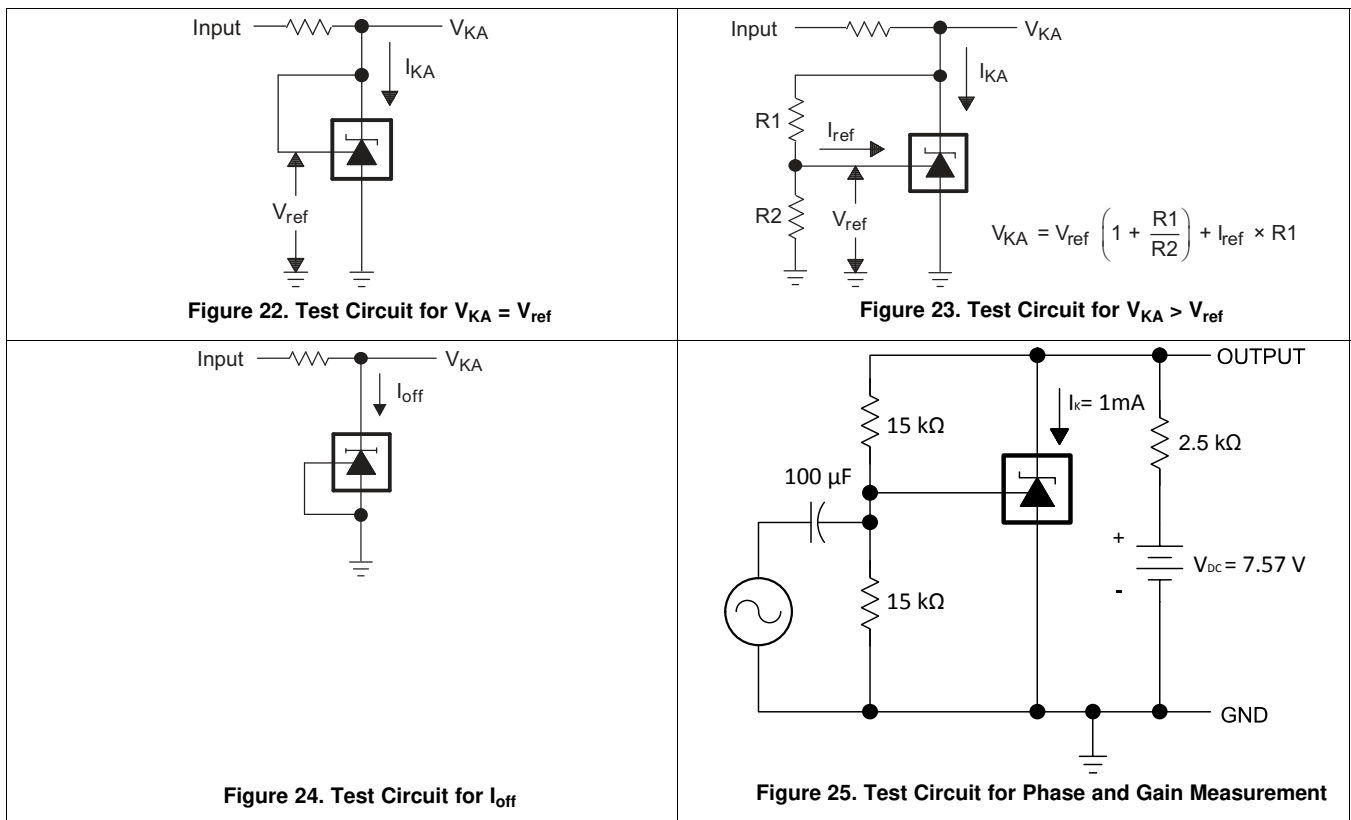 Input
V_KA
I_KA
V_ref
Figure 22. Test Circuit for V_KA = V_ref
Input
V_KA
I_KA
R1
I_ref
R2
V_ref
V_KA = V_ref (1 + R1/R2) + I_ref × R1
Figure 23. Test Circuit for V_KA > V_ref
Input
V_KA
I_off
Figure 24. Test Circuit for I_off
OUTPUT
I_K= 1mA
15 kΩ
2.5 kΩ
100 µF
+
V_DC = 7.57 V
-
15 kΩ
GND
Figure 25. Test Circuit for Phase and Gain Measurement